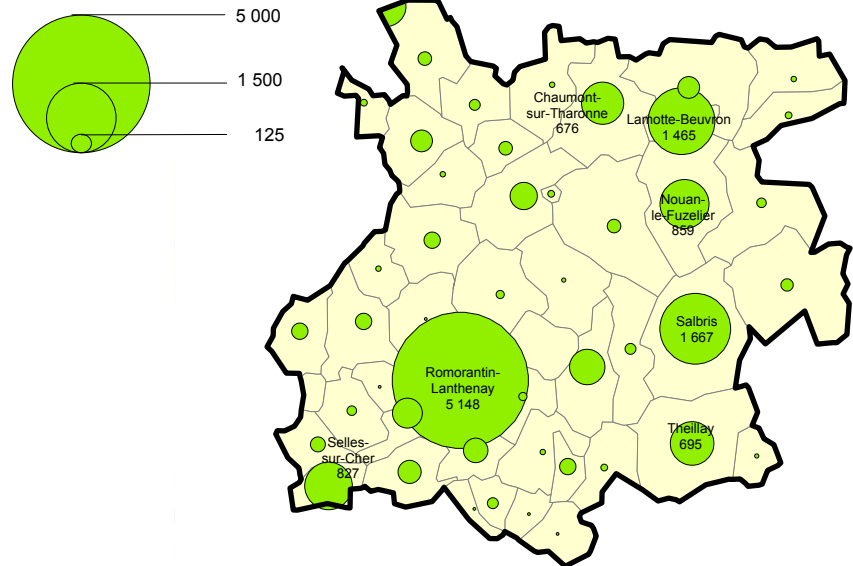 5 000
1 500
125
Chaumont-
sur-Tharonne
676
Lamotte-Beuvron
1 465
Nouan-
le-Fuzelier
859
Salbris
1 667
Romorantin-
Lanthenay
5 148
Theillay
695
Selles-
sur-Cher
827